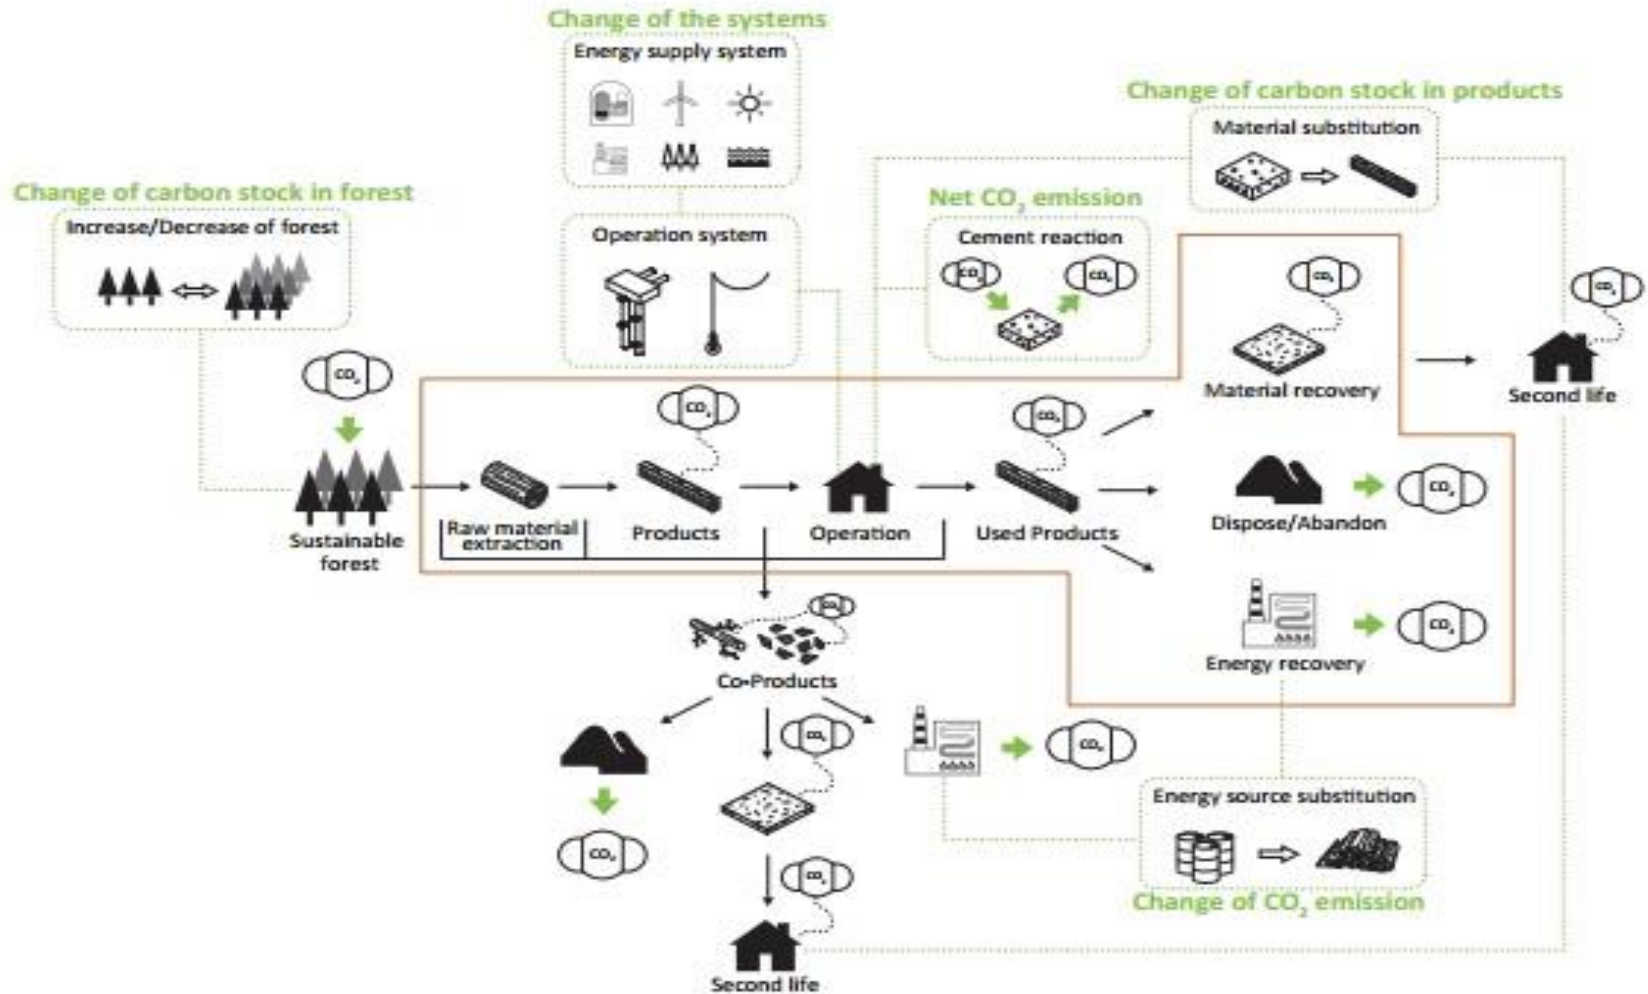 Change of the systems
Energy supply system
Change of carbon stock in products
Material substitution
Change of carbon stock in forest
Increase/Decrease of forest
Operation system
Net CO₂ emission
Cement reaction
CO₂
CO₂
CO₂
CO₂
CO₂
Material recovery
Second life
CO₂
CO₂
Sustainable
forest
Raw material
extraction
Products
Operation
Used Products
Dispose/Abandon
CO₂
Energy recovery
CO₂
CO₂
Co-Products
CO₂
CO₂
CO₂
CO₂
Second life
Energy source substitution
Change of CO₂ emission